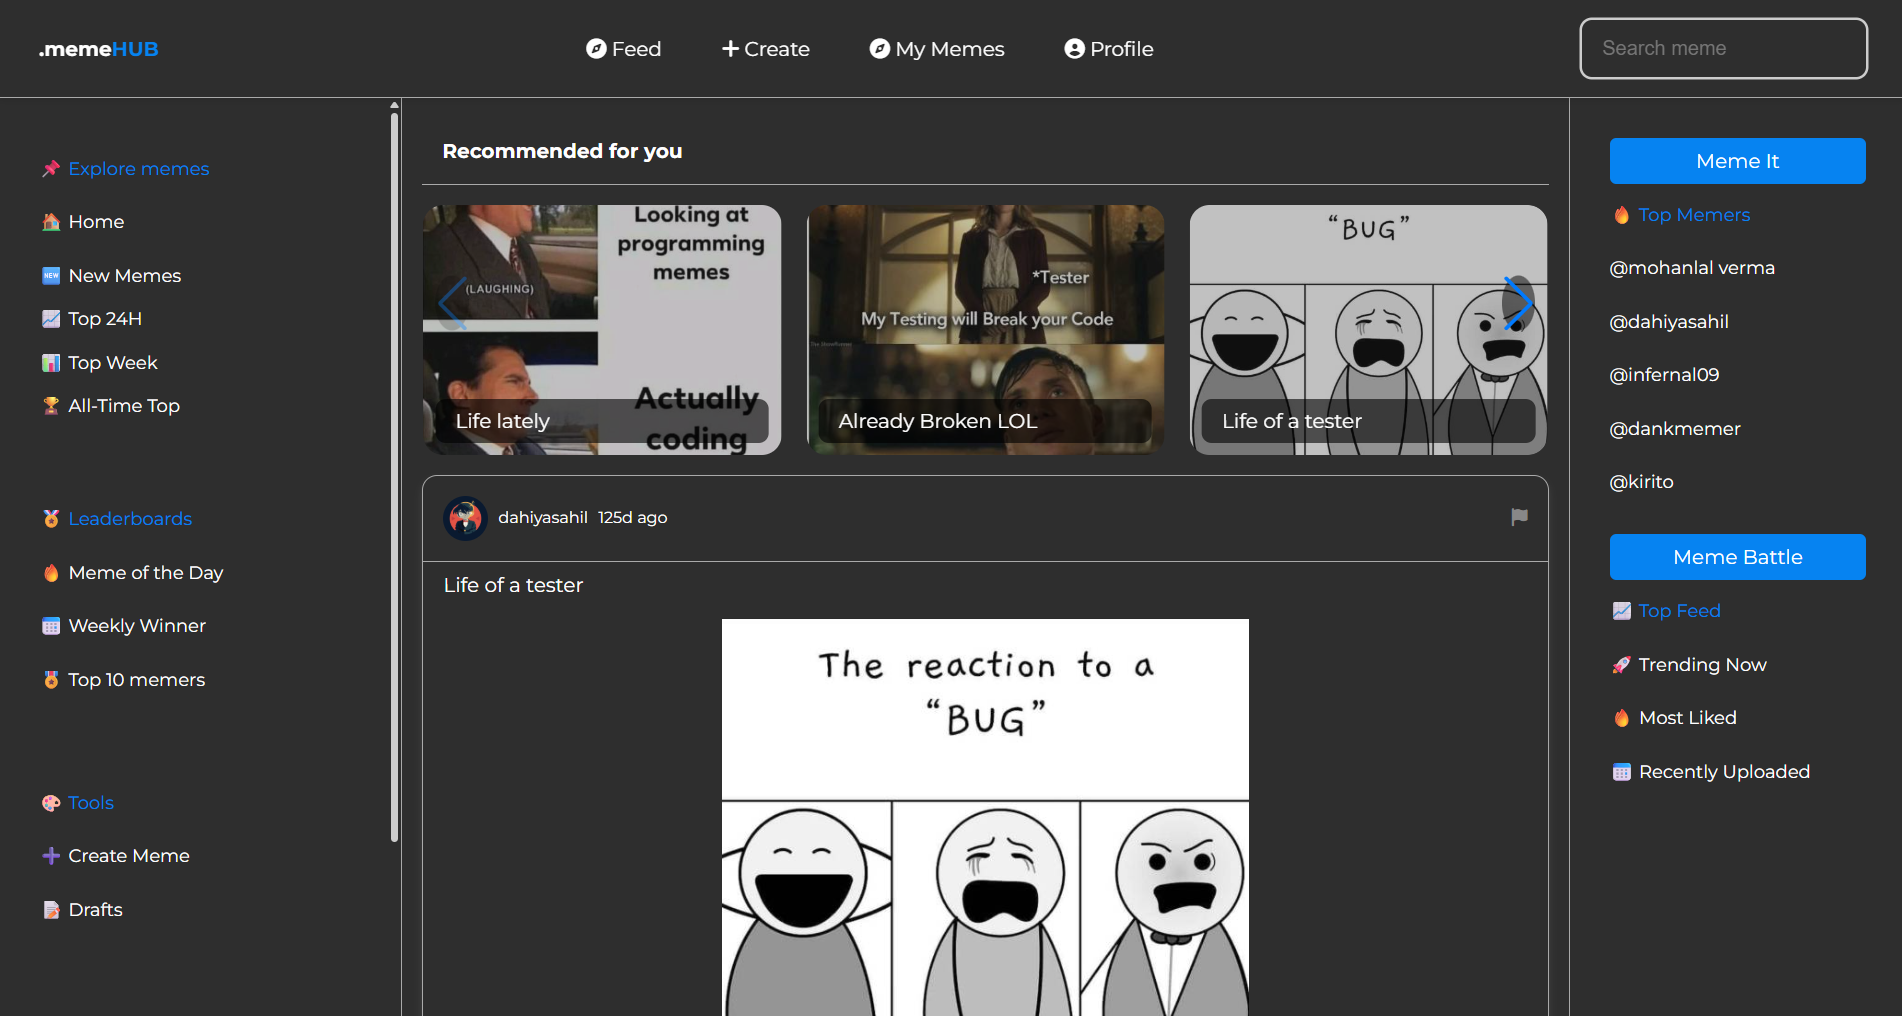 .memeHUB
Feed
Create
My Memes
Profile
Search meme
Explore memes
Home
New Memes
Top 24H
Top Week
All-Time Top
Leaderboards
Meme of the Day
Weekly Winner
Top 10 memers
Tools
Create Meme
Drafts
Recommended for you
Looking at
programming
memes
(LAUGHING)
Actually
coding
Life lately
*Tester
My Testing will Break your Code
Already Broken LOL
“BUG”
Life of a tester
dahiyasahil 125d ago
Life of a tester
The reaction to a
“BUG”
Meme It
Top Memers
@mohanlal verma
@dahiyasahil
@infernal09
@dankmemer
@kirito
Meme Battle
Top Feed
Trending Now
Most Liked
Recently Uploaded